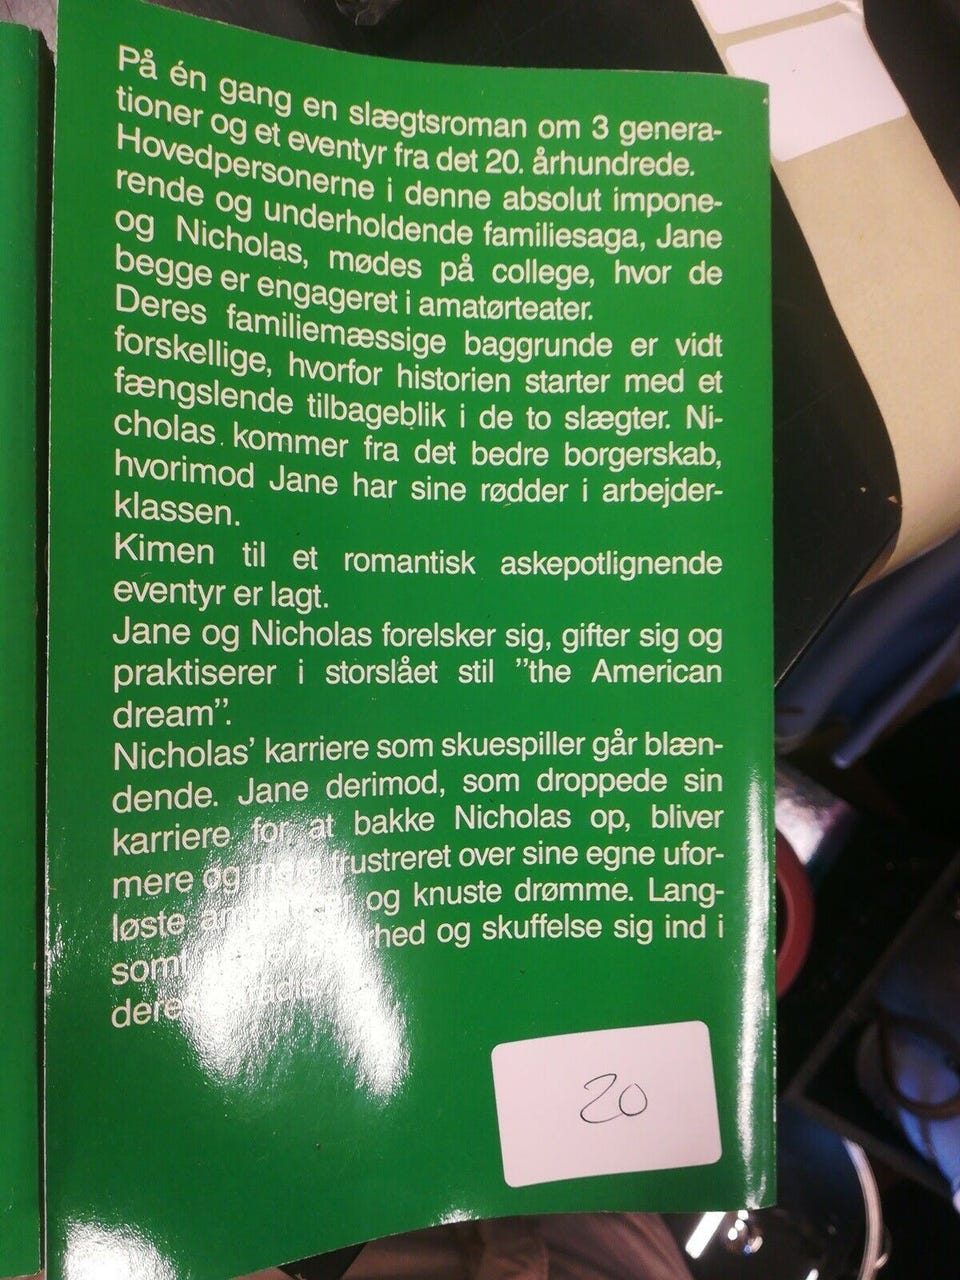 På én gang en slægtsroman om 3 genera-
tioner og et eventyr fra det 20. århundrede.
Hovedpersonerne i denne absolut impone-
rende og underholdende familiesaga, Jane
og Nicholas, mødes på college, hvor de
begge er engageret i amatørteater.
Deres familiemæssige baggrunde er vidt
forskellige, hvorfor historien starter med et
fængslende tilbageblik i de to slægter. Ni-
cholas kommer fra det bedre borgerskab,
hvorimod Jane har sine rødder i arbejder-
klassen.
Kimen til et romantisk askepotlignende
eventyr er lagt.
Jane og Nicholas forelsker sig, gifter sig og
praktiserer i storslået stil "the American
dream".
Nicholas' karriere som skuespiller går blæn-
dende. Jane derimod, som droppede sin
karriere for at bakke Nicholas op, bliver
mere og mere frustreret over sine egne ufor-
løste og knuste drømme. Lang-
somt og skuffelse sig ind i
deres
20